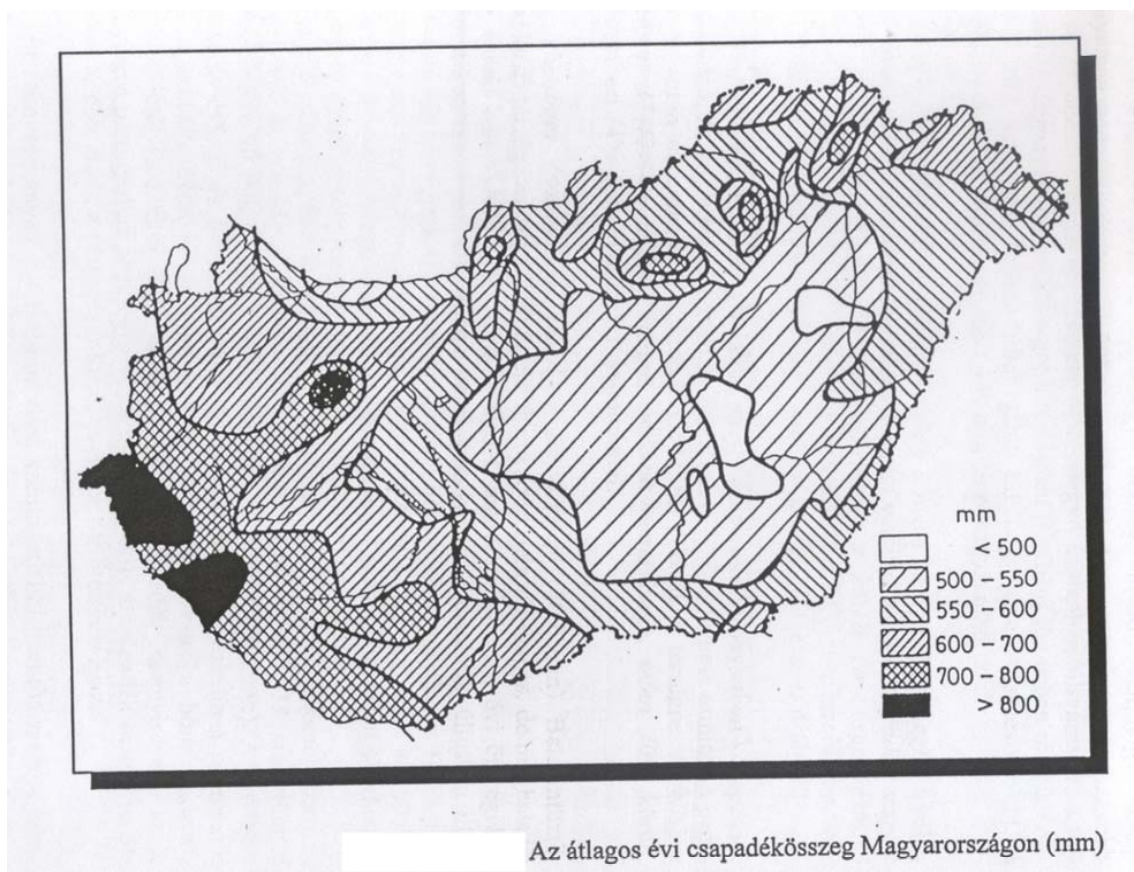 mm
< 500
500 – 550
550 – 600
600 – 700
700 – 800
> 800
Az átlagos évi csapadékösszeg Magyarországon (mm)